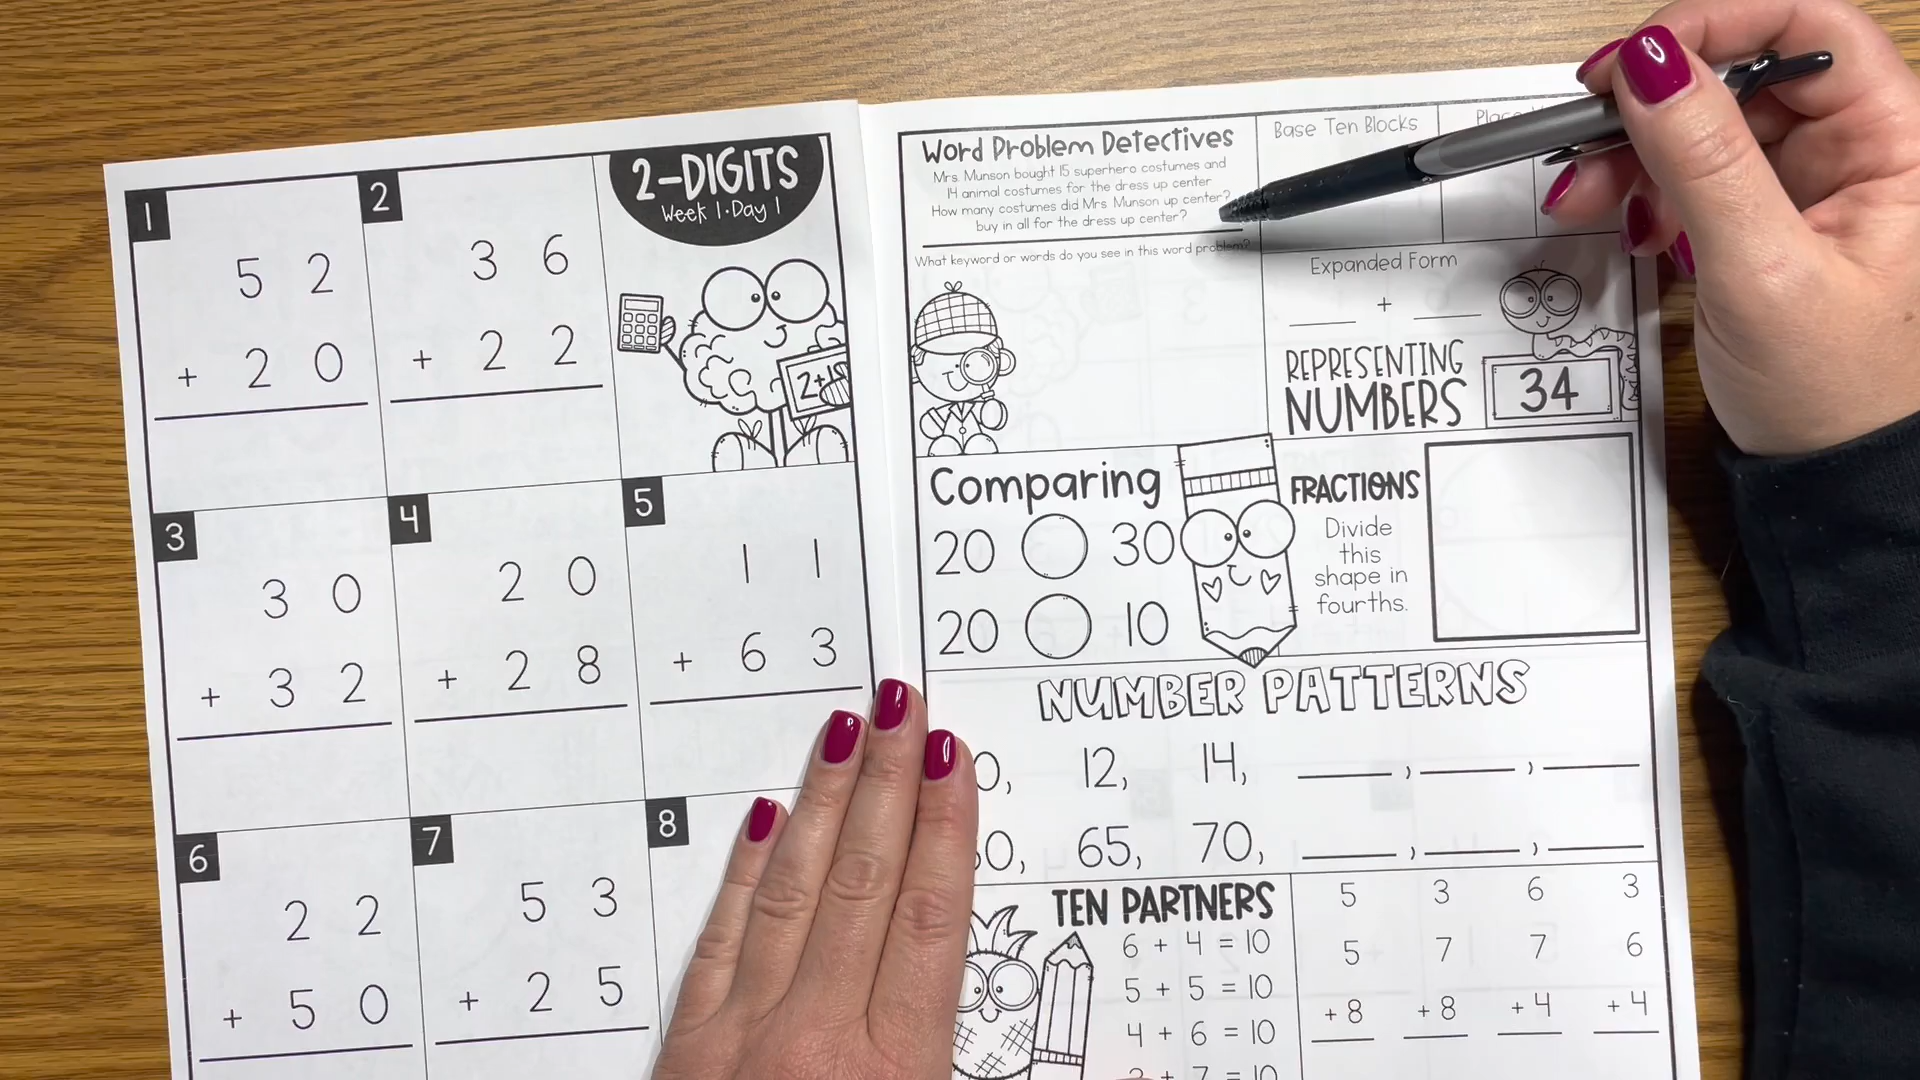 1
5 2
+ 2 0
2
3 6
+ 2 2
2-DIGITS
Week 1·Day 1
3
3 0
+ 3 2
4
2 0
+ 2 8
5
1 1
+ 6 3
6
2 2
+ 5 0
7
5 3
+ 2 5
8
Word Problem Detectives
Mrs. Munson bought 15 superhero costumes and
14 animal costumes for the dress up center
How many costumes did Mrs. Munson up center?
buy in all for the dress up center?
What keyword or words do you see in this word problem?
Base Ten Blocks
Expanded Form
+
REPRESENTING
NUMBERS
34
Comparing
20 30
20 10
FRACTIONS
Divide
this
shape in
fourths.
NUMBER PATTERNS
12, 14, , ,
65, 70, , ,
TEN PARTNERS
6 + 4 = 10
5 + 5 = 10
4 + 6 = 10
+ 7 = 10
5 3 6 3
5 7 7 6
+8 +8 +4 +4